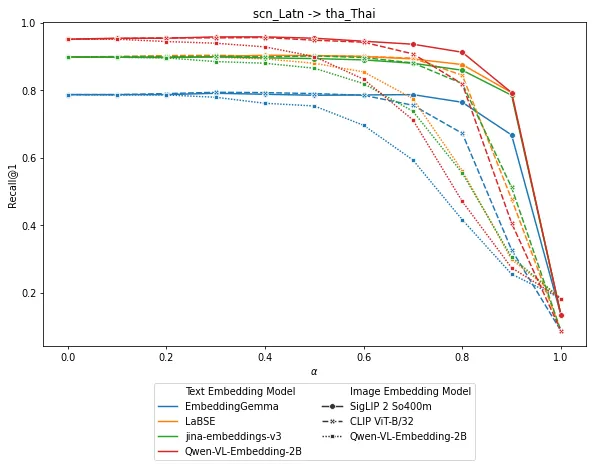 scn_Latn -> tha_Thai
1.0
0.8
0.6
0.4
0.2
Recall@1
0.0
0.2
0.4
0.6
0.8
1.0
α
Text Embedding Model
EmbeddingGemma
LaBSE
jina-embeddings-v3
Qwen-VL-Embedding-2B
Image Embedding Model
SigLIP 2 So400m
CLIP ViT-B/32
Qwen-VL-Embedding-2B